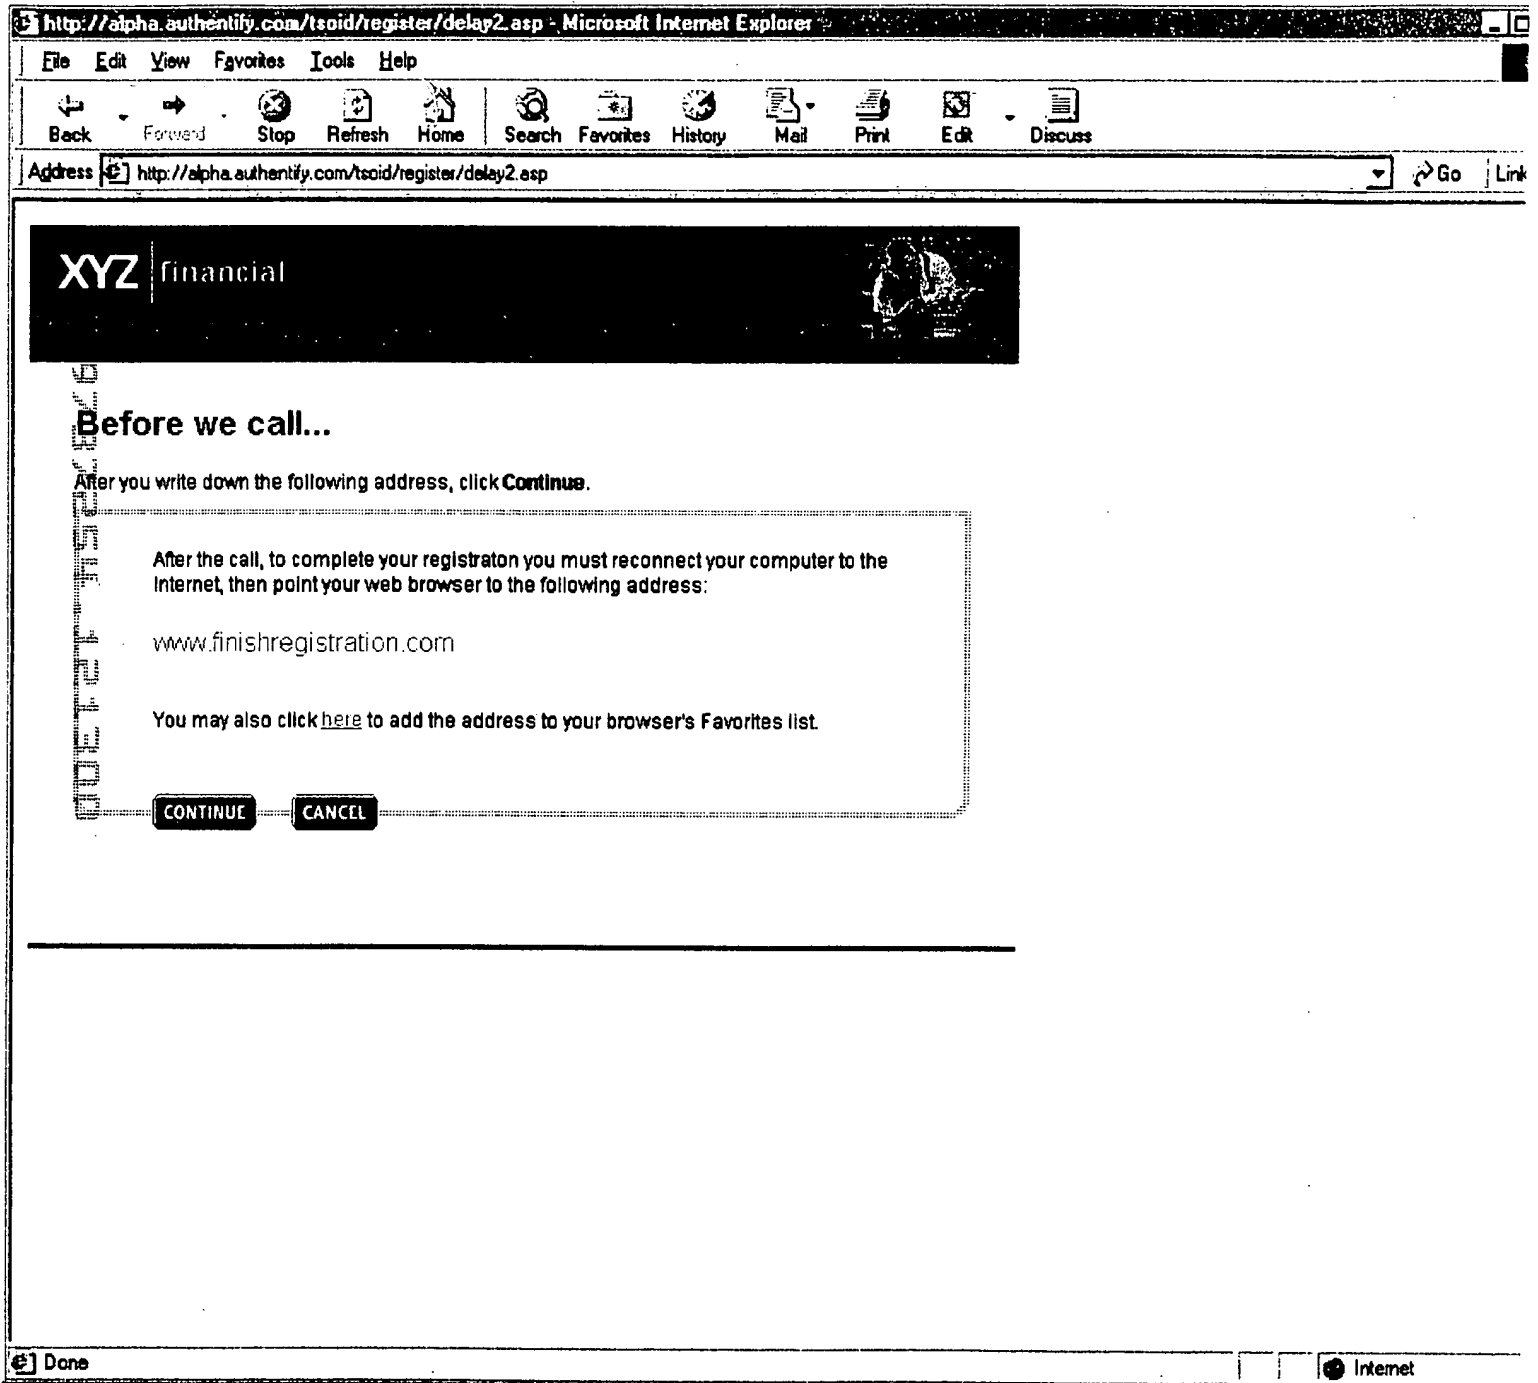 http://alpha.authentify.com/tsoid/register/delay2.asp - Microsoft Internet Explorer
File Edit View Favorites Tools Help
Back Forward Stop Refresh Home Search Favorites History Mail Print Edit Discuss
Address http://alpha.authentify.com/tsoid/register/delay2.asp Go Link
XYZ financial
Before we call...
After you write down the following address, click Continue.
After the call, to complete your registraton you must reconnect your computer to the
Internet, then point your web browser to the following address:
www.finishregistration.com
You may also click here to add the address to your browser's Favorites list.
CONTINUE CANCEL
Done Internet